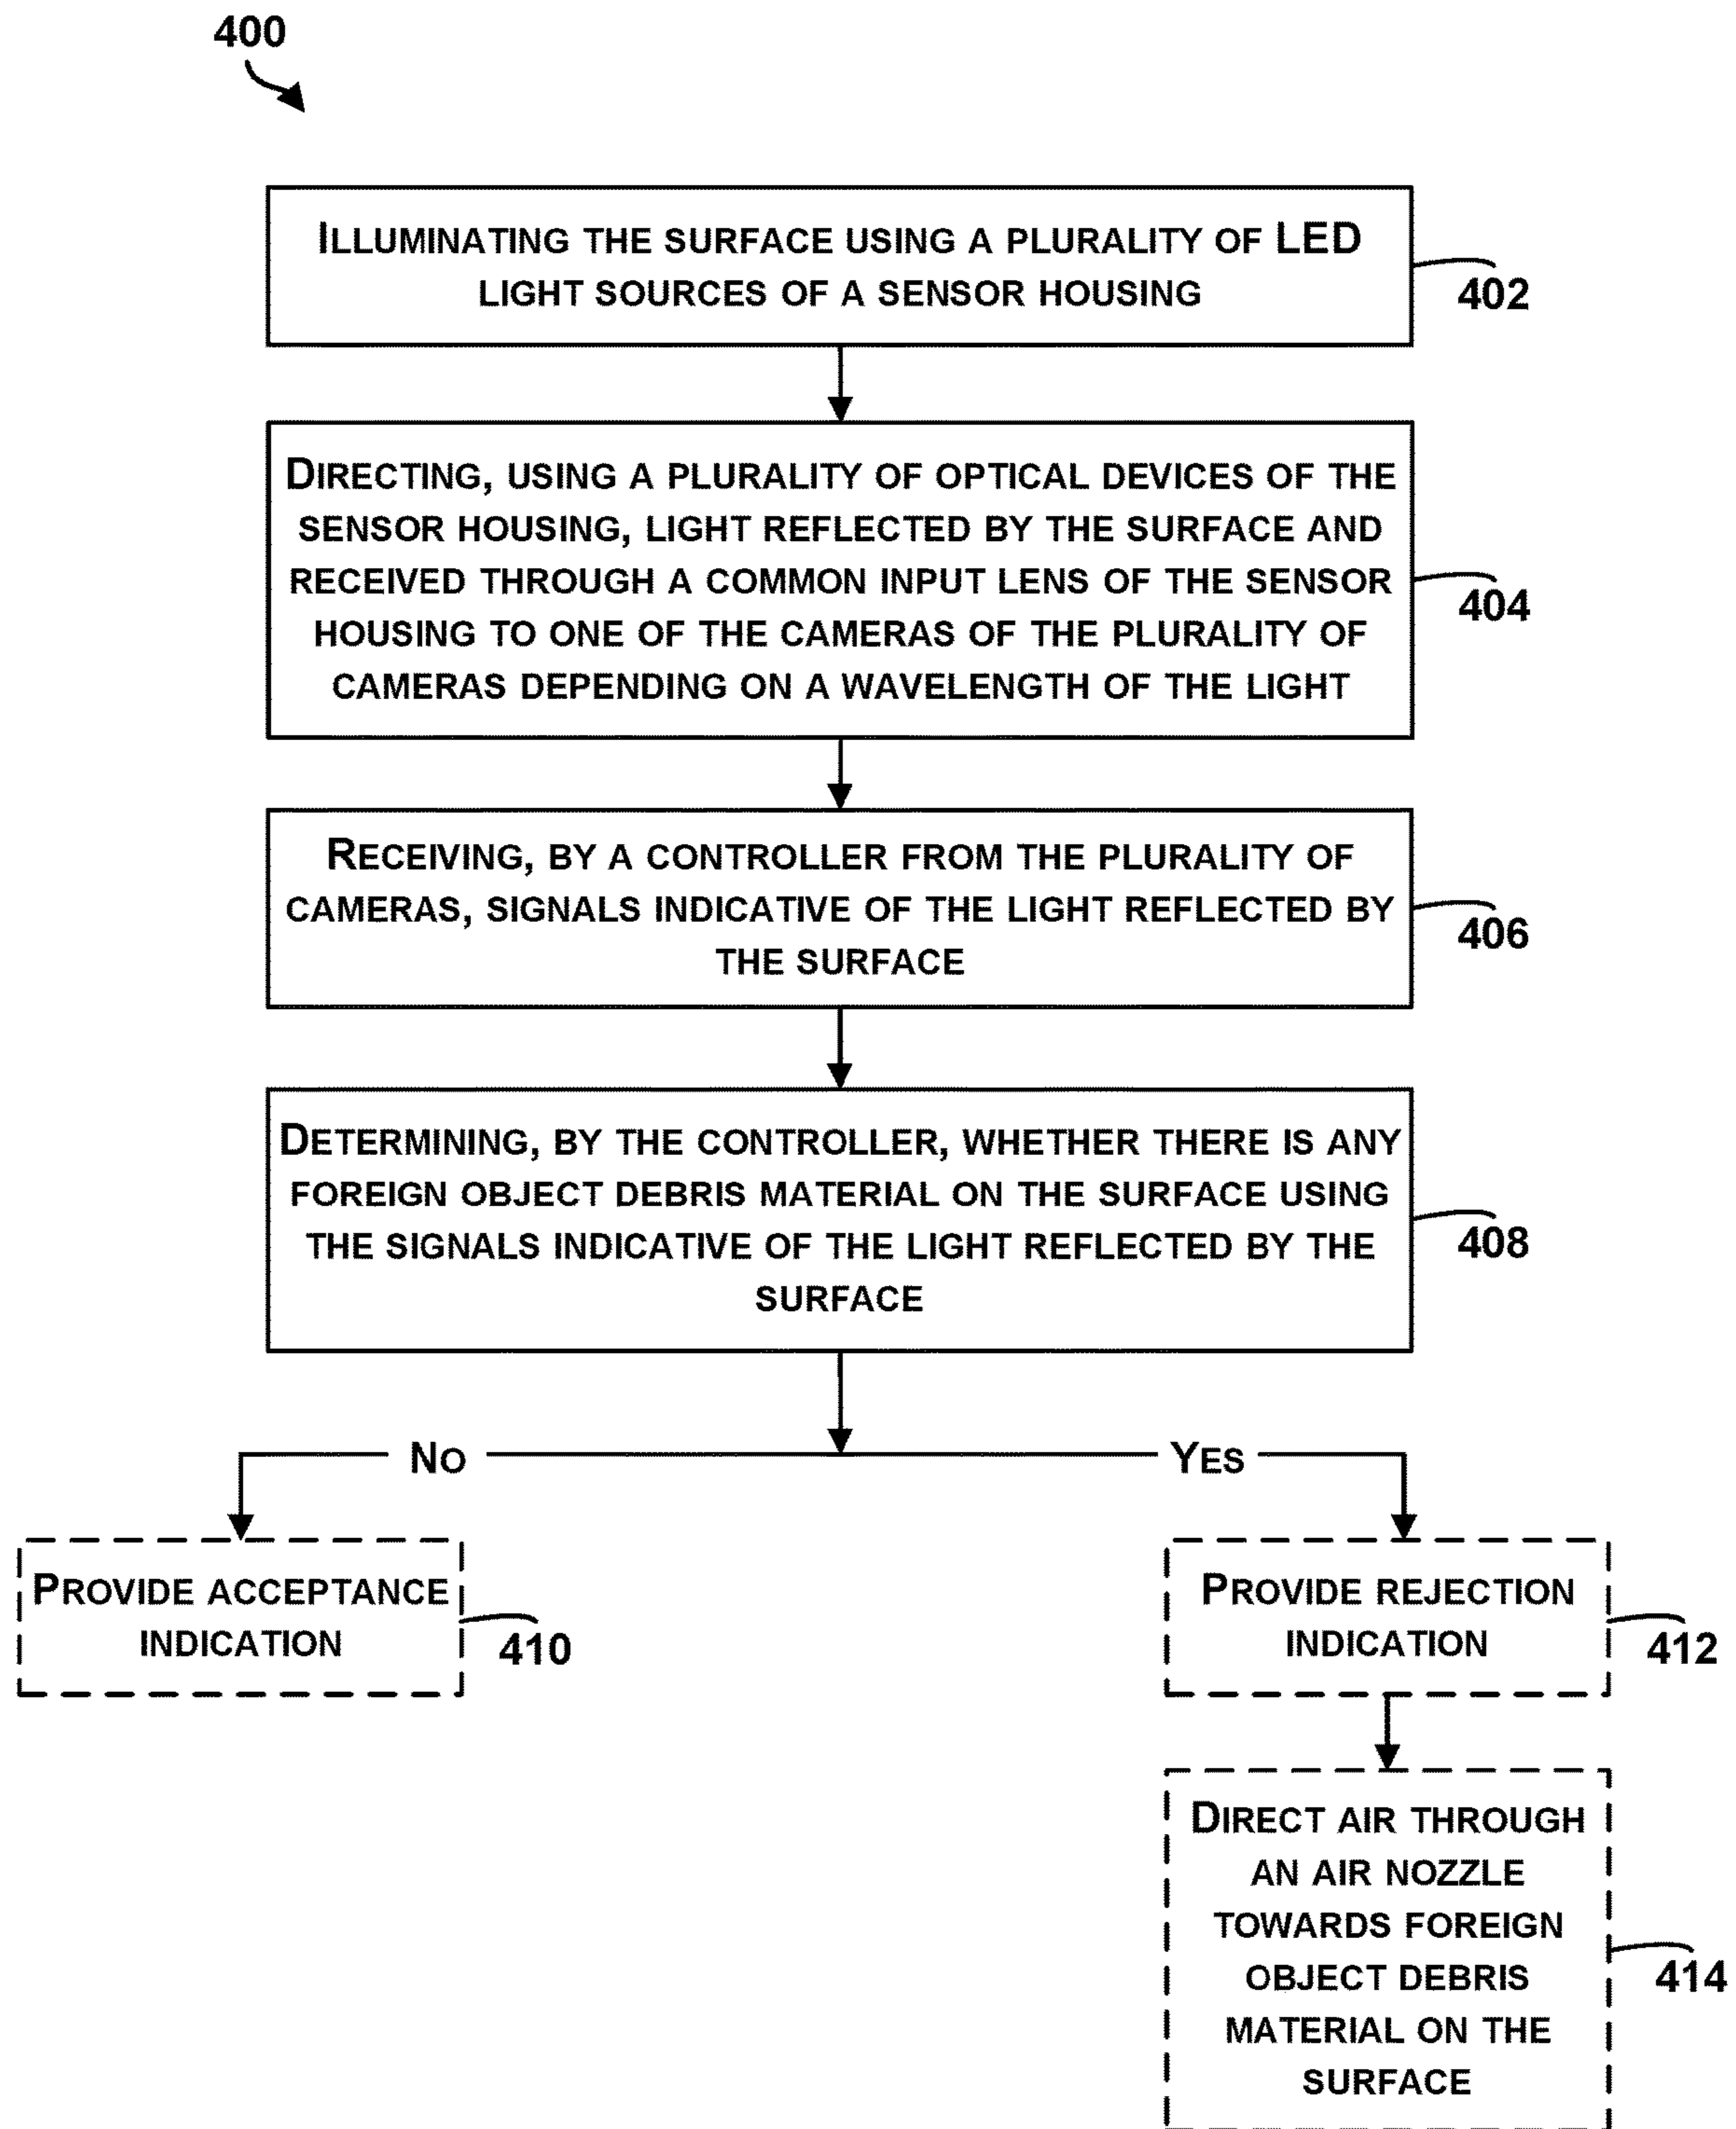 400
ILLUMINATING THE SURFACE USING A PLURALITY OF LED
LIGHT SOURCES OF A SENSOR HOUSING
402
DIRECTING, USING A PLURALITY OF OPTICAL DEVICES OF THE
SENSOR HOUSING, LIGHT REFLECTED BY THE SURFACE AND
RECEIVED THROUGH A COMMON INPUT LENS OF THE SENSOR
HOUSING TO ONE OF THE CAMERAS OF THE PLURALITY OF
CAMERAS DEPENDING ON A WAVELENGTH OF THE LIGHT
404
RECEIVING, BY A CONTROLLER FROM THE PLURALITY OF
CAMERAS, SIGNALS INDICATIVE OF THE LIGHT REFLECTED BY
THE SURFACE
406
DETERMINING, BY THE CONTROLLER, WHETHER THERE IS ANY
FOREIGN OBJECT DEBRIS MATERIAL ON THE SURFACE USING
THE SIGNALS INDICATIVE OF THE LIGHT REFLECTED BY THE
SURFACE
408
NO
YES
PROVIDE ACCEPTANCE
INDICATION
410
PROVIDE REJECTION
INDICATION
412
DIRECT AIR THROUGH
AN AIR NOZZLE
TOWARDS FOREIGN
OBJECT DEBRIS
MATERIAL ON THE
SURFACE
414